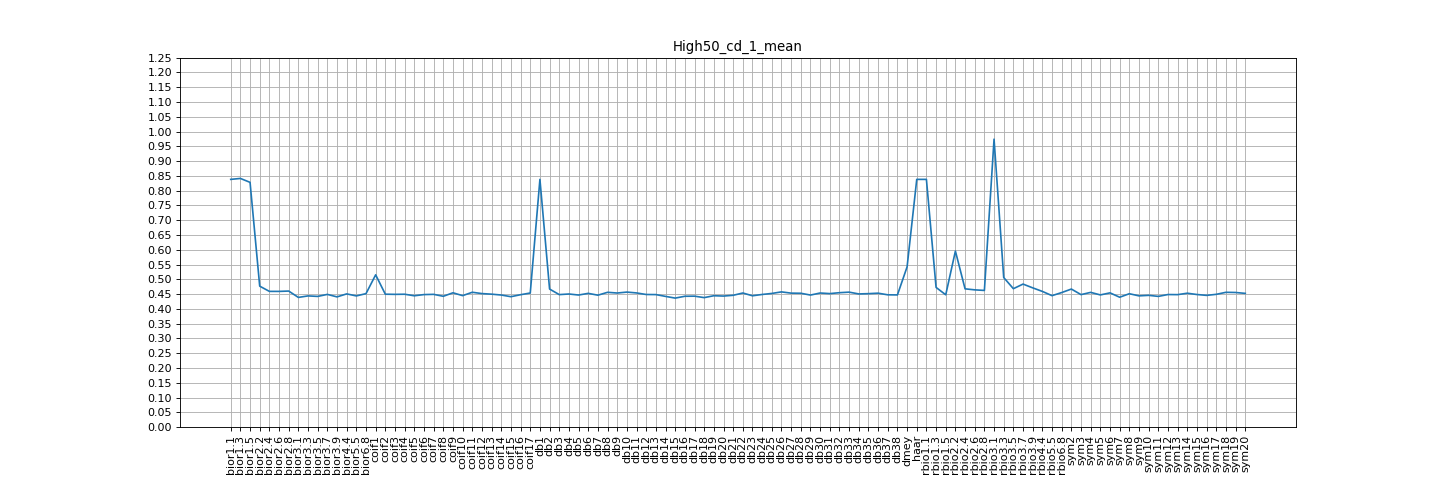 High50_cd_1_mean
1.25
1.20
1.15
1.10
1.05
1.00
0.95
0.90
0.85
0.80
0.75
0.70
0.65
0.60
0.55
0.50
0.45
0.40
0.35
0.30
0.25
0.20
0.15
0.10
0.05
0.00
bior1.1
bior1.3
bior1.5
bior2.2
bior2.4
bior2.6
bior2.8
bior3.1
bior3.3
bior3.5
bior3.7
bior3.9
bior4.4
bior5.5
bior6.8
coif1
coif2
coif3
coif4
coif5
coif6
coif7
coif8
coif9
coif10
coif11
coif12
coif13
coif14
coif15
coif16
coif17
db1
db2
db3
db4
db5
db6
db7
db8
db9
db10
db11
db12
db13
db14
db15
db16
db17
db18
db19
db20
db21
db22
db23
db24
db25
db26
db27
db28
db29
db30
db31
db32
db33
db34
db35
db36
db37
db38
dmey
haar
rbio1.1
rbio1.3
rbio1.5
rbio2.2
rbio2.4
rbio2.6
rbio2.8
rbio3.1
rbio3.3
rbio3.5
rbio3.7
rbio3.9
rbio4.4
rbio5.5
rbio6.8
sym2
sym3
sym4
sym5
sym6
sym7
sym8
sym9
sym10
sym11
sym12
sym13
sym14
sym15
sym16
sym17
sym18
sym19
sym20